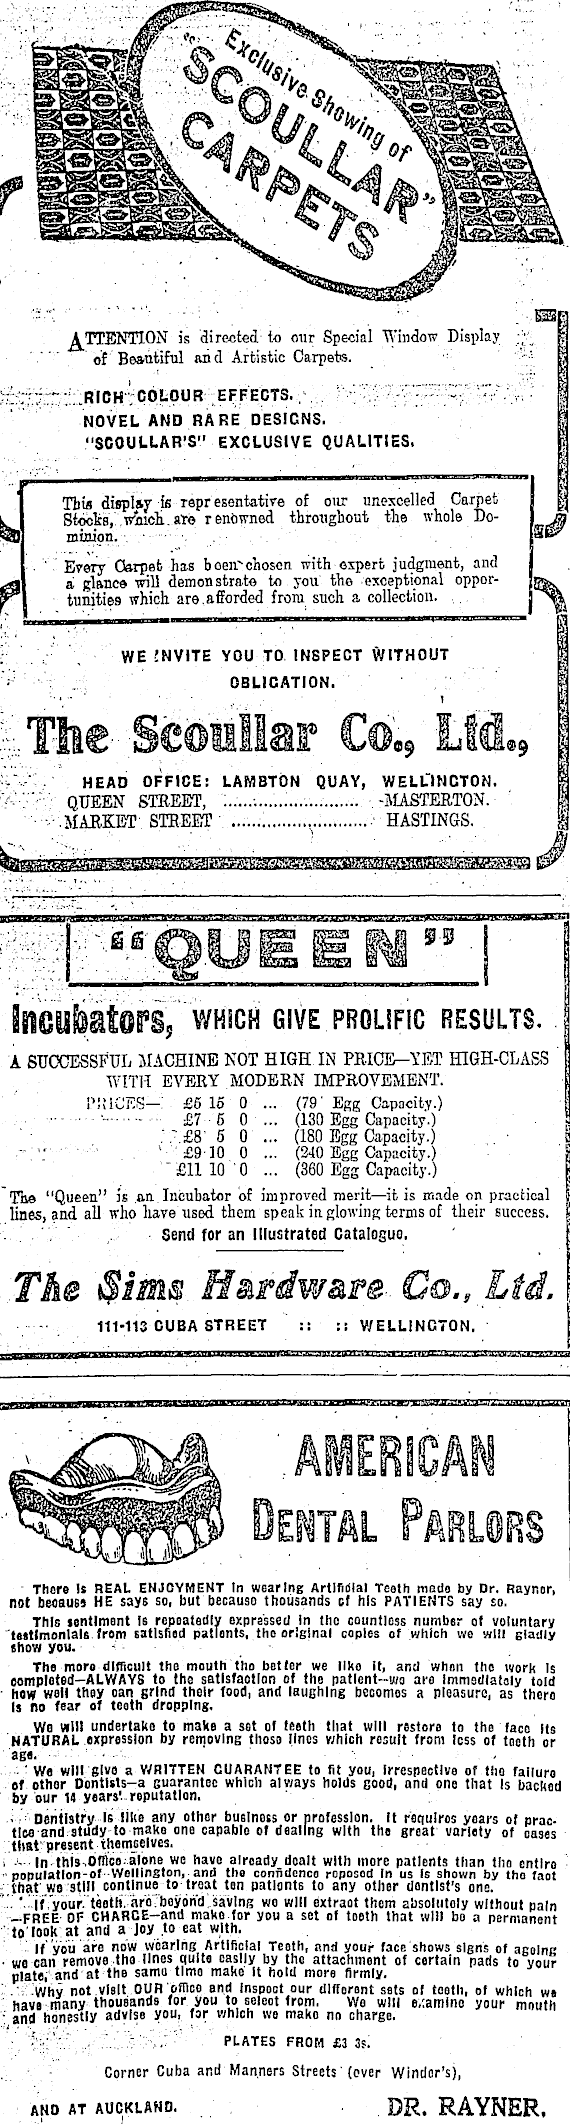 Exclusive Showing of
"SCOULLAR"
CARPETS
ATTENTION is directed to our Special Window Display
of Beautiful and Artistic Carpets.
RICH COLOUR EFFECTS.
NOVEL AND RARE DESIGNS.
"SCOULLAR'S" EXCLUSIVE QUALITIES.
This display is representative of our unexcelled Carpet
Stocks, which are renowned throughout the whole Do-
minion.
Every Carpet has been chosen with expert judgment, and
a glance will demonstrate to you the exceptional oppor-
tunities which are afforded from such a collection.
WE INVITE YOU TO INSPECT WITHOUT
OBLIGATION.
The Scoullar Co., Ltd.,
HEAD OFFICE: LAMBTON QUAY, WELLINGTON.
QUEEN STREET, .......................... MASTERTON.
MARKET STREET .......................... HASTINGS.
"QUEEN"
Incubators, WHICH GIVE PROLIFIC RESULTS.
A SUCCESSFUL MACHINE NOT HIGH IN PRICE—YET HIGH-CLASS
WITH EVERY MODERN IMPROVEMENT.
PRICES— £5 15 0 ... (79 Egg Capacity.)
£7 5 0 ... (130 Egg Capacity.)
£8 5 0 ... (180 Egg Capacity.)
£9 10 0 ... (240 Egg Capacity.)
£11 10 0 ... (360 Egg Capacity.)
The "Queen" is an Incubator of improved merit—it is made on practical
lines, and all who have used them speak in glowing terms of their success.
Send for an Illustrated Catalogue.
The Sims Hardware Co., Ltd.
111-113 CUBA STREET :: :: WELLINGTON.
AMERICAN
DENTAL PARLORS
There is REAL ENJOYMENT in wearing Artificial Teeth made by Dr. Rayner,
not because HE says so, but because thousands of his PATIENTS say so.
This sentiment is repeatedly expressed in the countless number of voluntary
testimonials from satisfied patients, the original copies of which we will gladly
show you.
The more difficult the mouth the better we like it, and when the work is
completed—ALWAYS to the satisfaction of the patient—we are immediately told
how well they can grind their food, and laughing becomes a pleasure, as there
is no fear of teeth dropping.
We will undertake to make a set of teeth that will restore to the face its
NATURAL expression by removing those lines which result from loss of teeth or
age.
We will give a WRITTEN GUARANTEE to fit you, irrespective of the failure
of other Dentists—a guarantee which always holds good, and one that is backed
by our 14 years' reputation.
Dentistry is like any other business or profession. It requires years of prac-
tice and study to make one capable of dealing with the great variety of cases
that present themselves.
In this Office alone we have already dealt with more patients than the entire
population of Wellington, and the confidence reposed in us is shown by the fact
that we still continue to treat ten patients to any other dentist's one.
If your teeth are beyond saving we will extract them absolutely without pain
—FREE OF CHARGE—and make for you a set of teeth that will be a permanent
to look at and a joy to eat with.
If you are now wearing Artificial Teeth, and your face shows signs of ageing
we can remove the lines quite easily by the attachment of certain pads to your
plate, and at the same time make it hold more firmly.
Why not visit OUR office and inspect our different sets of teeth, of which we
have many thousands for you to select from. We will examine your mouth
and honestly advise you, for which we make no charge.
PLATES FROM £3 3s.
Corner Cuba and Manners Streets (over Winder's),
AND AT AUCKLAND. DR. RAYNER.